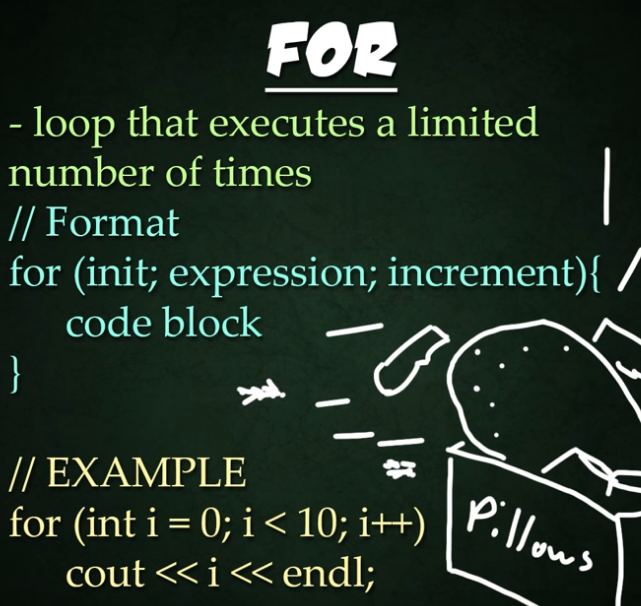 FOR
- loop that executes a limited
number of times
// Format
for (init; expression; increment){
code block
}
// EXAMPLE
for (int i = 0; i < 10; i++)
cout << i << endl;
Pillows